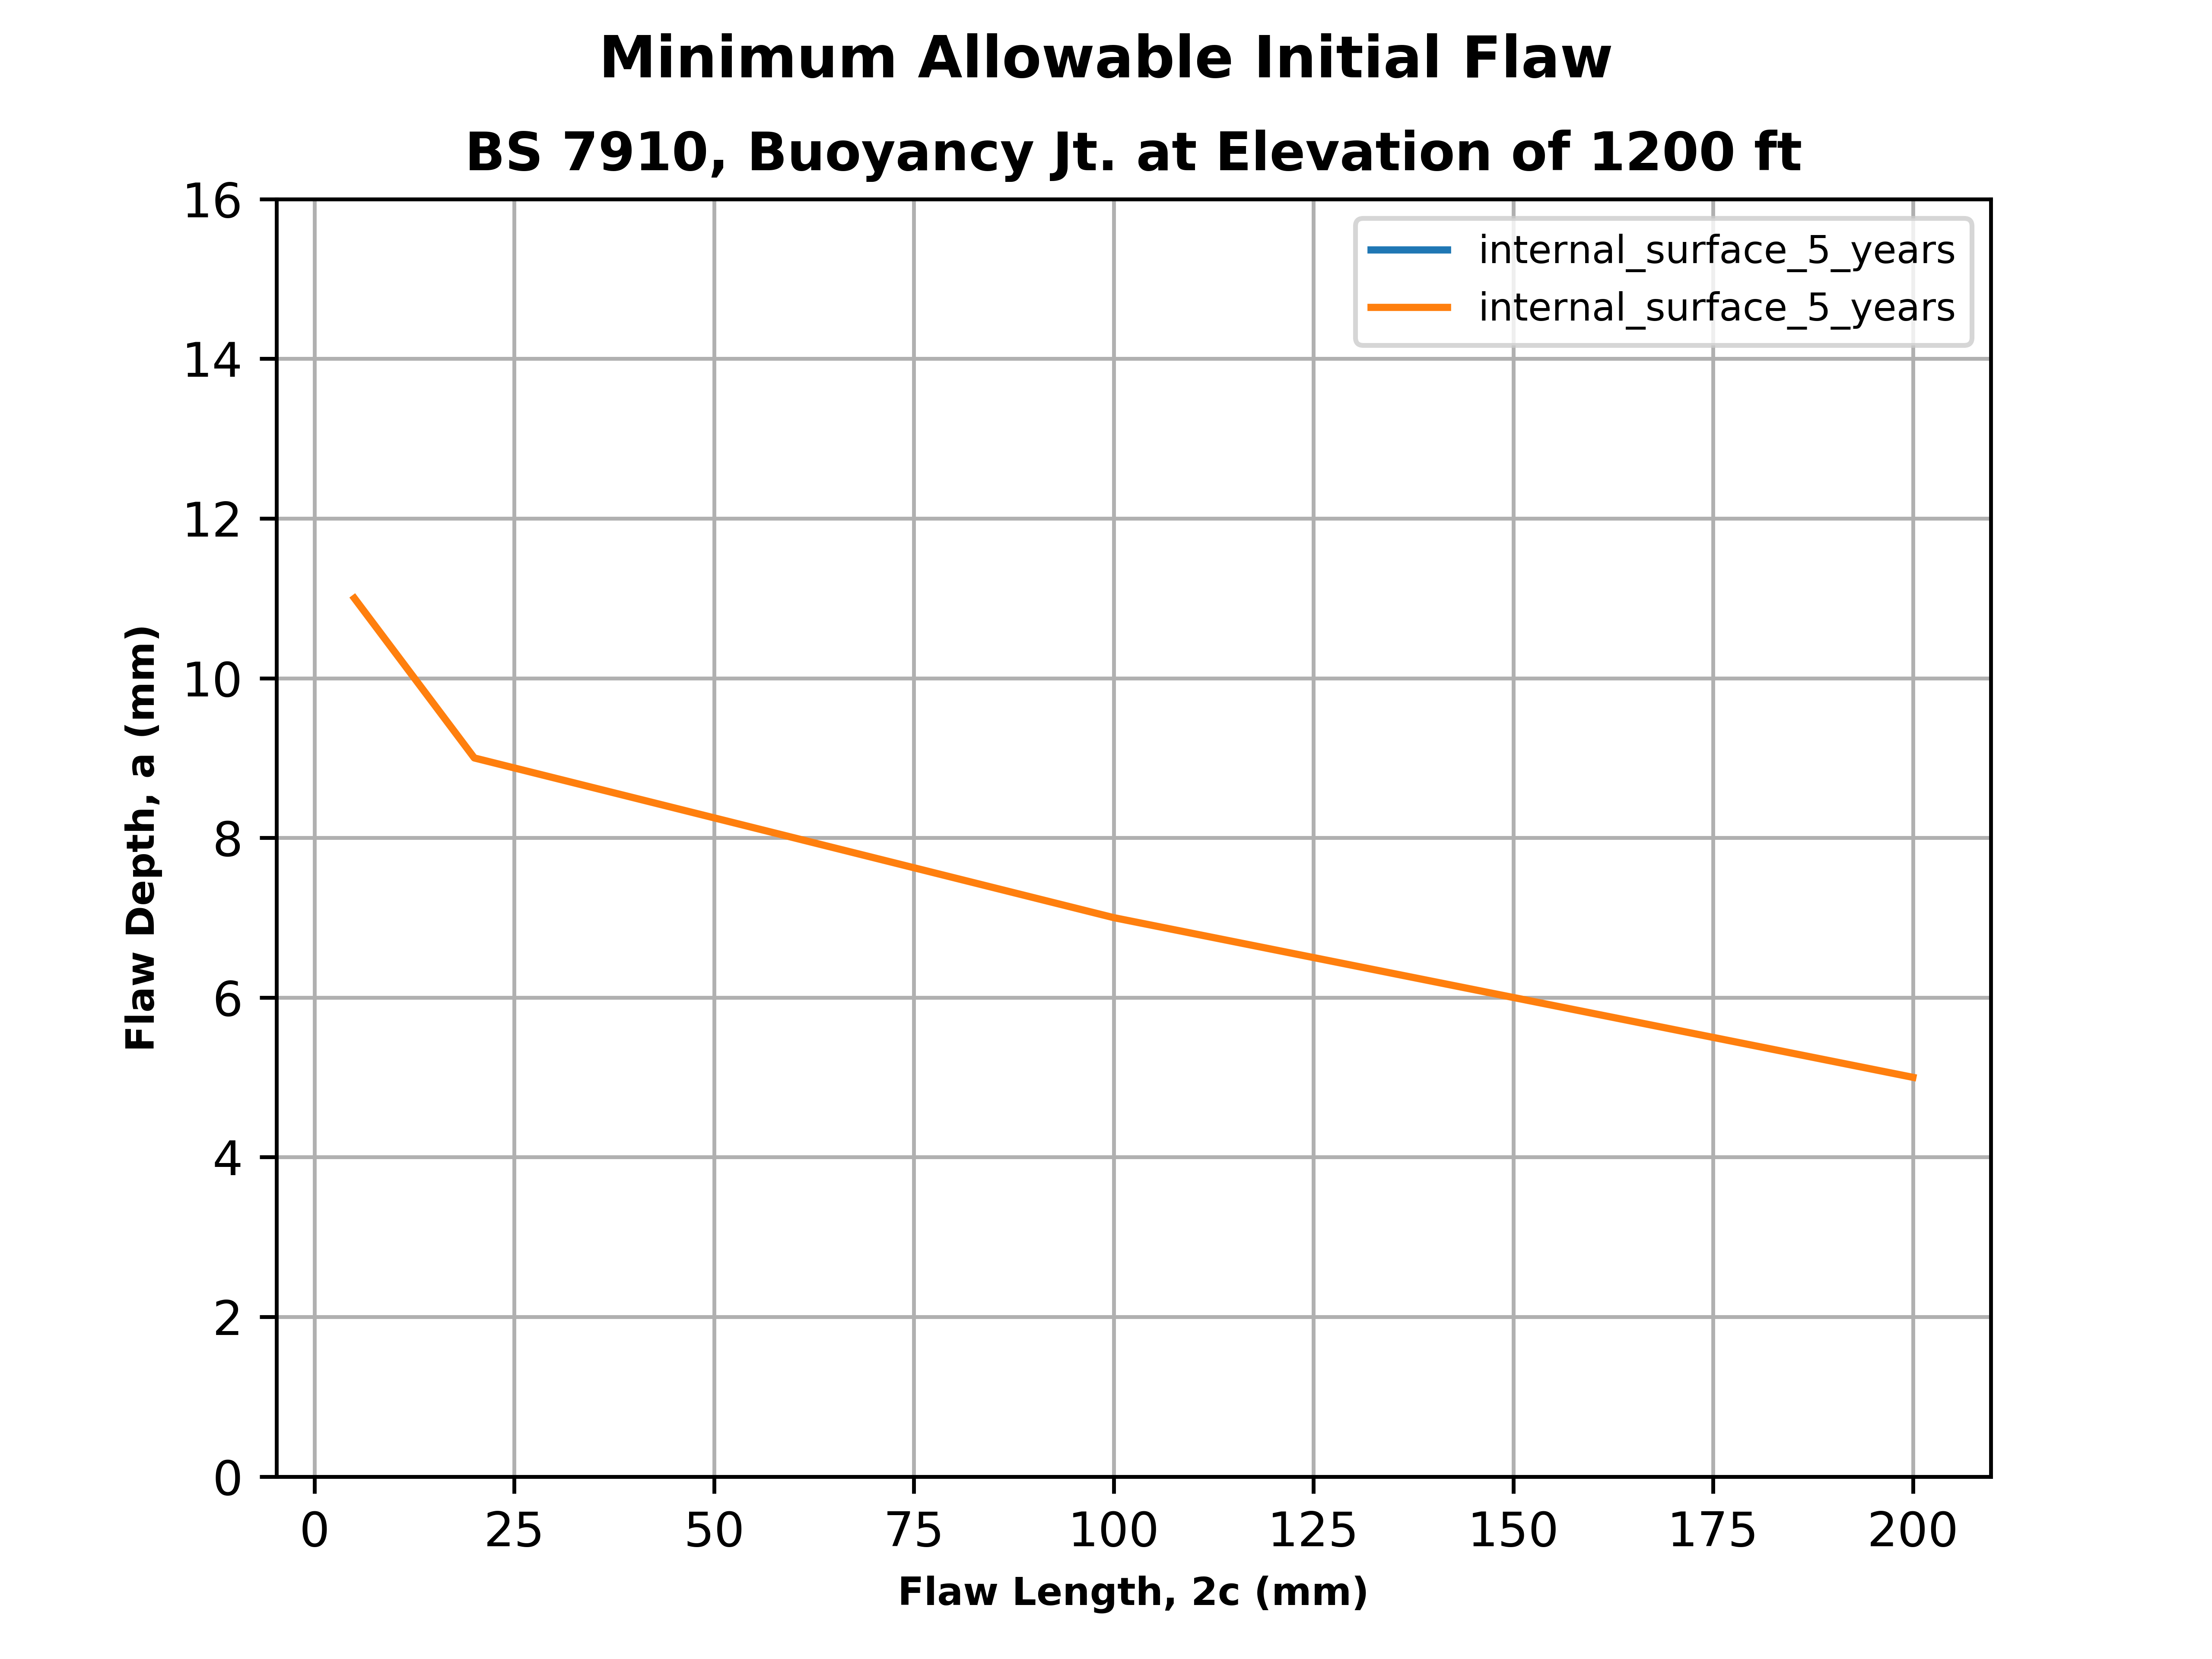 Minimum Allowable Initial Flaw
BS 7910, Buoyancy Jt. at Elevation of 1200 ft
internal_surface_5_years
internal_surface_5_years
16
14
12
10
8
6
4
2
0
Flaw Depth, a (mm)
0 25 50 75 100 125 150 175 200
Flaw Length, 2c (mm)